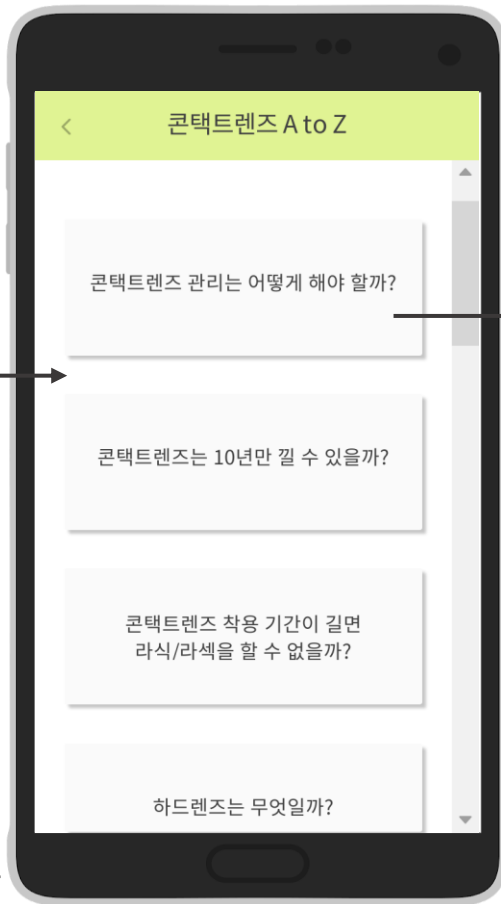 콘택트렌즈 A to Z
콘택트렌즈 관리는 어떻게 해야 할까?
콘택트렌즈는 10년만 낄 수 있을까?
콘택트렌즈 착용 기간이 길면
라식/라섹을 할 수 없을까?
하드렌즈는 무엇일까?